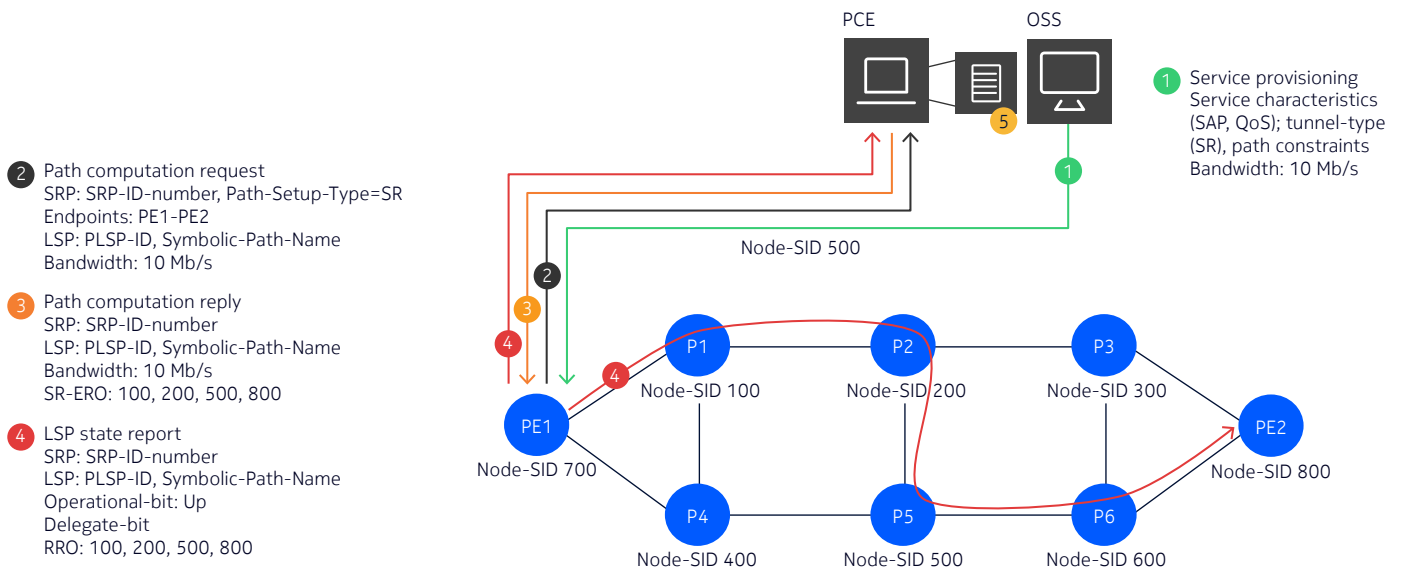 PCE
OSS
5
1
Service provisioning
Service characteristics
(SAP, QoS); tunnel-type
(SR), path constraints
Bandwidth: 10 Mb/s
1
2
Path computation request
SRP: SRP-ID-number, Path-Setup-Type=SR
Endpoints: PE1-PE2
LSP: PLSP-ID, Symbolic-Path-Name
Bandwidth: 10 Mb/s
3
Path computation reply
SRP: SRP-ID-number
LSP: PLSP-ID, Symbolic-Path-Name
Bandwidth: 10 Mb/s
SR-ERO: 100, 200, 500, 800
4
LSP state report
SRP: SRP-ID-number
LSP: PLSP-ID, Symbolic-Path-Name
Operational-bit: Up
Delegate-bit
RRO: 100, 200, 500, 800
Node-SID 500
2
3
4
4
P1
Node-SID 100
P2
Node-SID 200
P3
Node-SID 300
PE1
Node-SID 700
PE2
Node-SID 800
P4
Node-SID 400
P5
Node-SID 500
P6
Node-SID 600